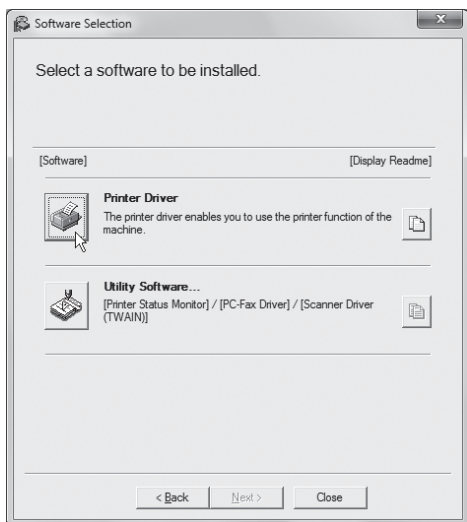 Software Selection
Select a software to be installed.
[Software] [Display Readme]
Printer Driver
The printer driver enables you to use the printer function of the
machine.
Utility Software...
[Printer Status Monitor] / [PC-Fax Driver] / [Scanner Driver
(TWAIN)]
< Back Next > Close